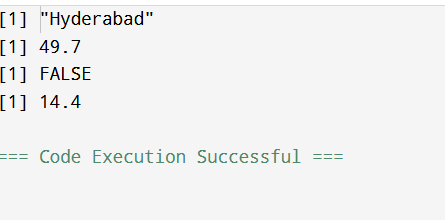 [1] "Hyderabad"
[1] 49.7
[1] FALSE
[1] 14.4
=== Code Execution Successful ===